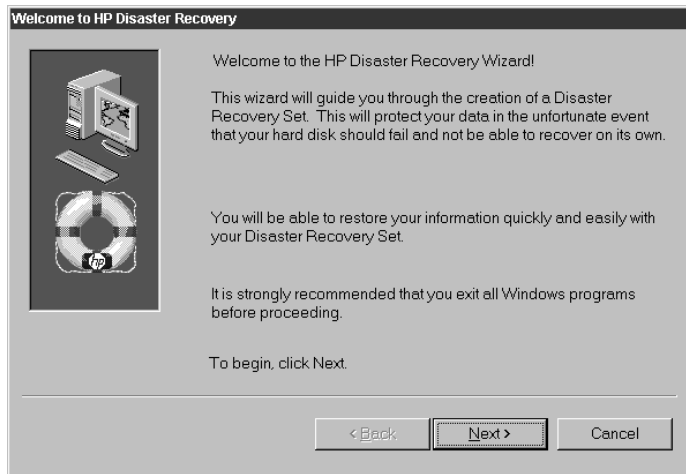 Welcome to HP Disaster Recovery
Welcome to the HP Disaster Recovery Wizard!
This wizard will guide you through the creation of a Disaster
Recovery Set. This will protect your data in the unfortunate event
that your hard disk should fail and not be able to recover on its own.
You will be able to restore your information quickly and easily with
your Disaster Recovery Set.
It is strongly recommended that you exit all Windows programs
before proceeding.
To begin, click Next.
hp
< Back
Next >
Cancel